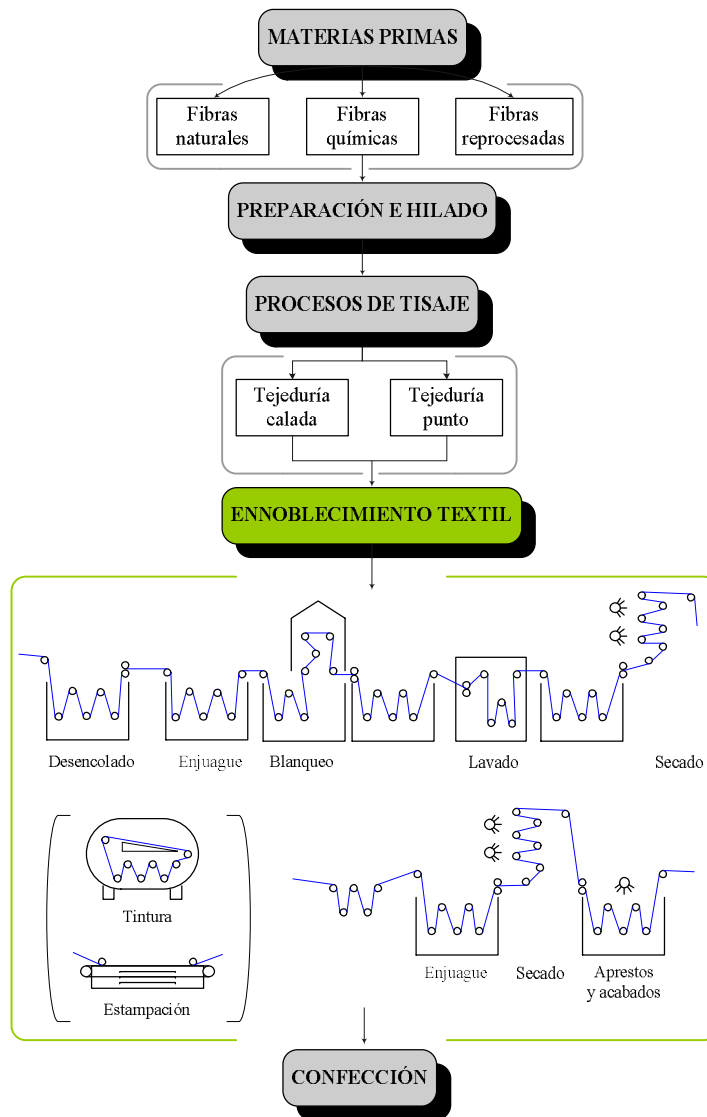 MATERIAS PRIMAS
Fibras
naturales
Fibras
químicas
Fibras
reprocesadas
PREPARACIÓN E HILADO
PROCESOS DE TISAJE
Tejeduría
calada
Tejeduría
punto
ENNOBLECIMIENTO TEXTIL
Desencolado
Enjuague
Blanqueo
Lavado
Secado
Tintura
Estampación
Enjuague
Secado
Aprestos
y acabados
CONFECCIÓN